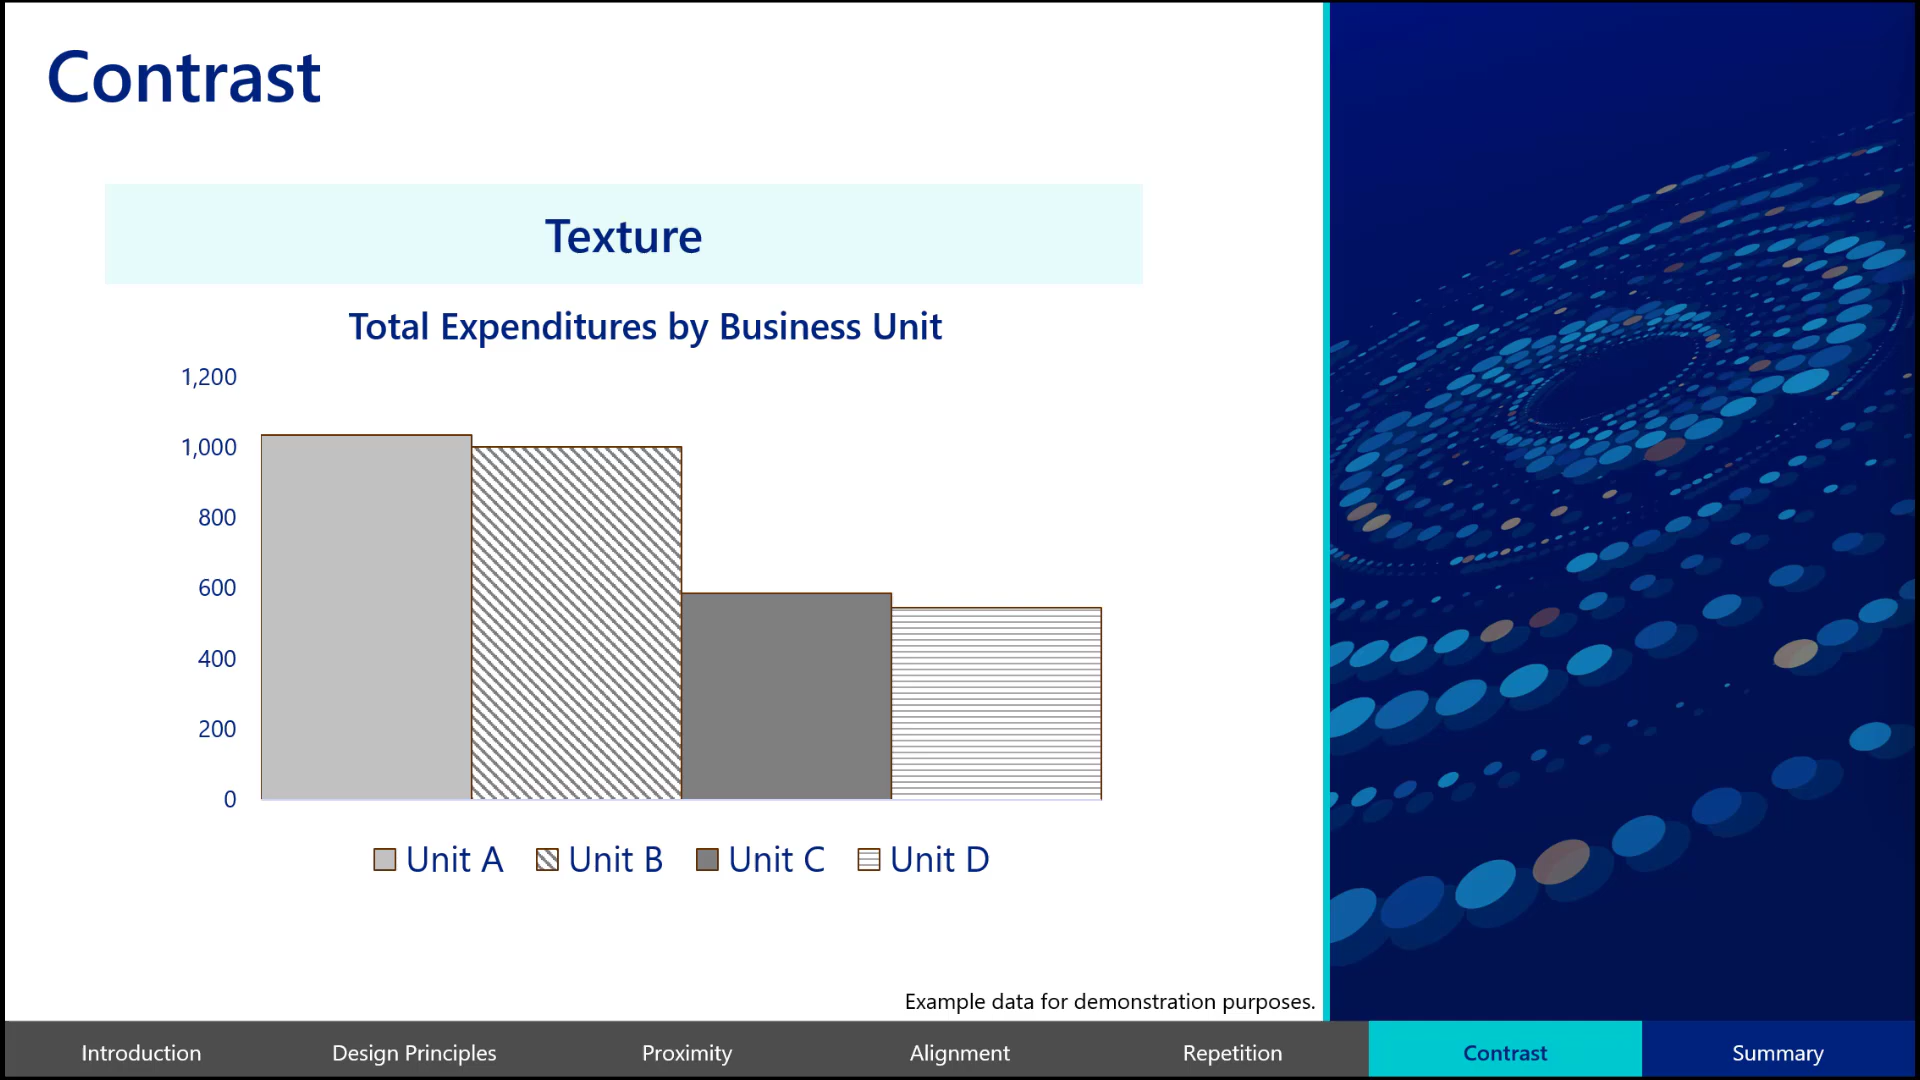 Contrast
Texture
Total Expenditures by Business Unit
1,200
1,000
800
600
400
200
0
Unit A Unit B Unit C Unit D
Example data for demonstration purposes.
Introduction Design Principles Proximity Alignment Repetition Contrast Summary